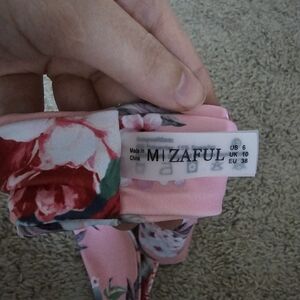 Made in
China
M | ZAFUL
US 6
UK 10
EU 38